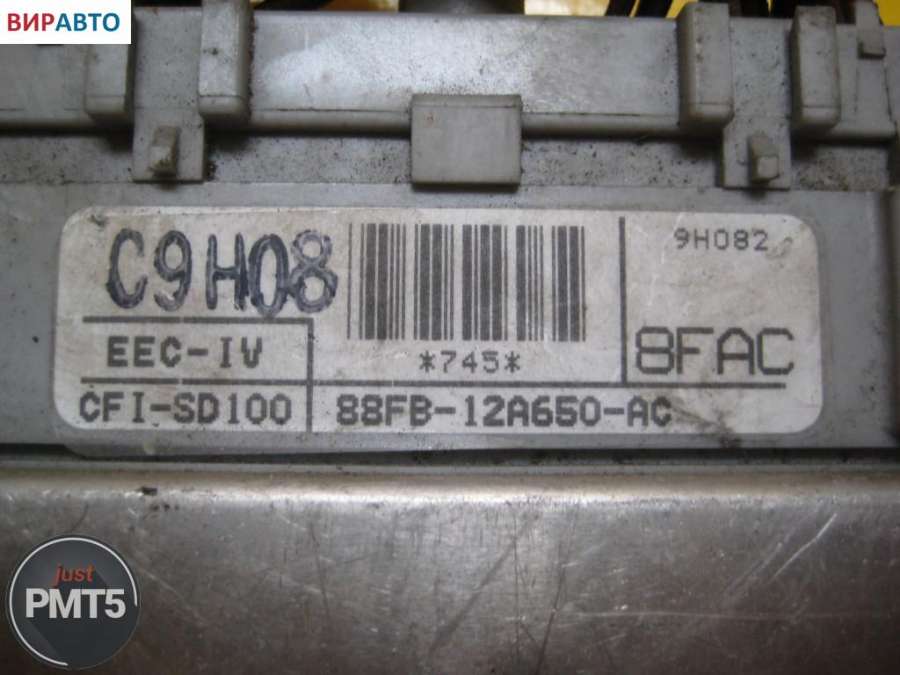 ВИРАВТО
C9H08
9H082
EEC-IV
*745*
8FAC
CFI-SD100
88FB-12A650-AC
just
PMT5